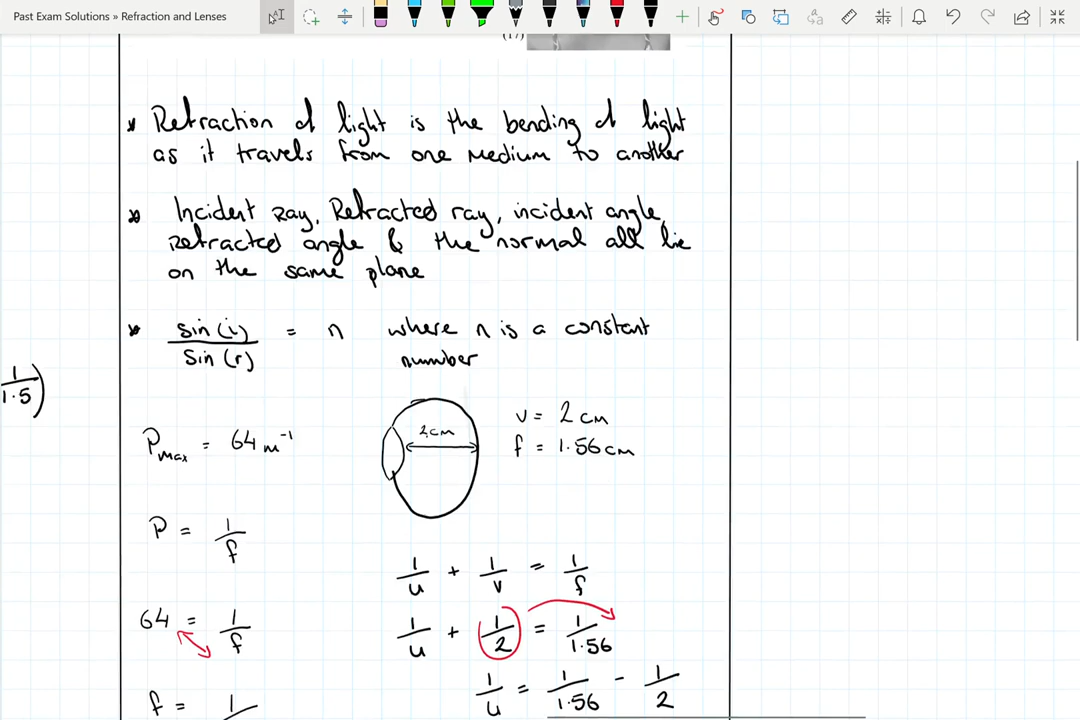 Past Exam Solutions » Refraction and Lenses
(17)
* Refraction of light is the bending of light
as it travels from one medium to another
* Incident Ray, Refracted ray, incident angle,
Refracted angle & the normal all lie
on the same plane
* sin(i) / sin(r) = n where n is a constant
number
1/1.5)
Pmax = 64 m⁻¹
2cm
v = 2 cm
f = 1.56 cm
P = 1/f
1/u + 1/v = 1/f
64 = 1/f
1/u + 1/2 = 1/1.56
1/u = 1/1.56 - 1/2
f = 1